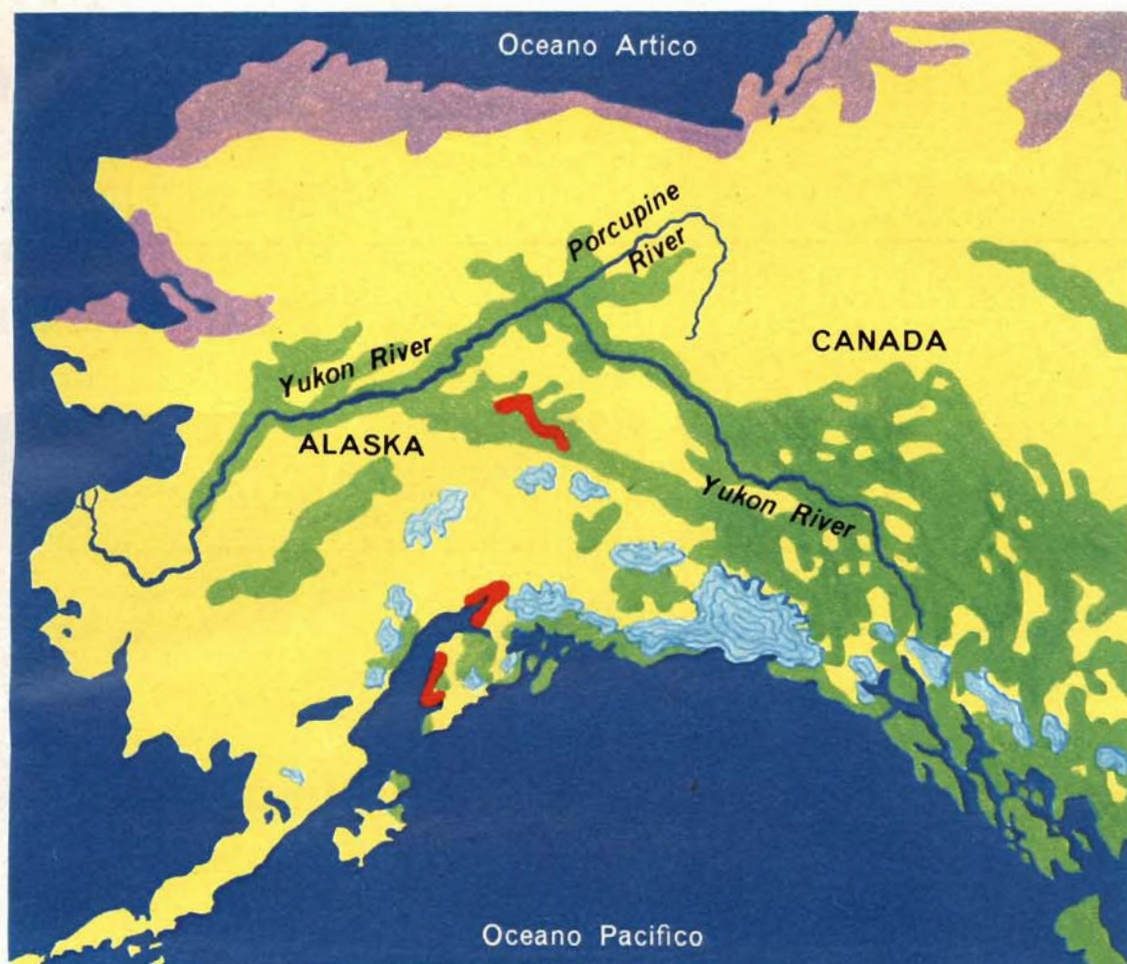 Oceano Artico
Porcupine
River
CANADA
Yukon River
ALASKA
Yukon River
Oceano Pacifico